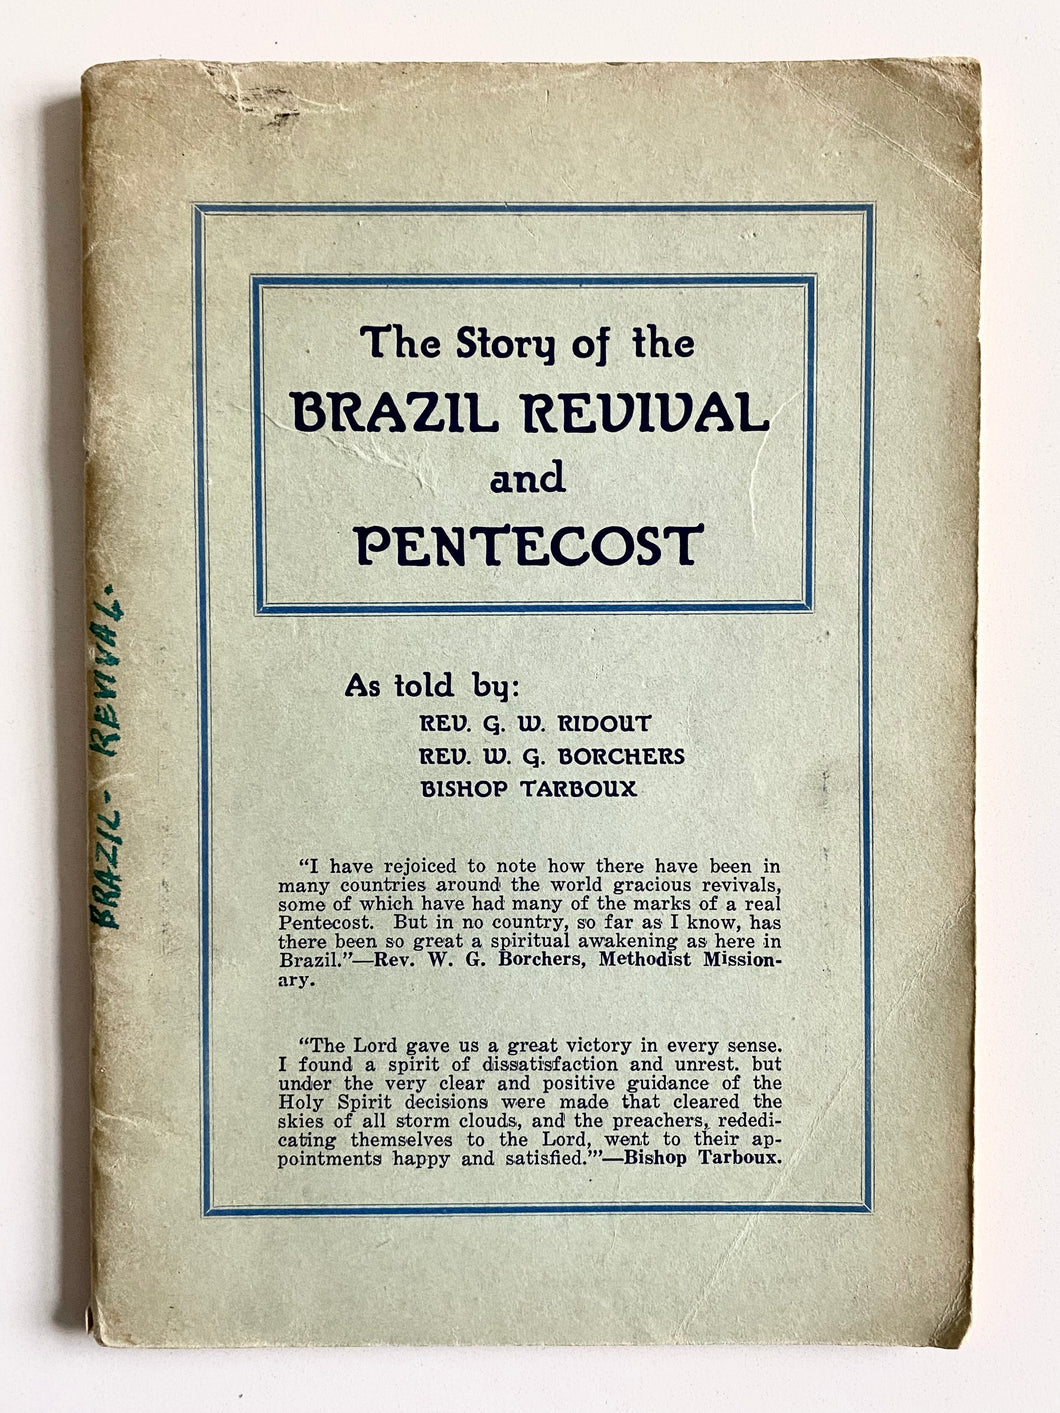 The Story of the
BRAZIL REVIVAL
and
PENTECOST
As told by:
REV. G. W. RIDOUT
REV. W. G. BORCHERS
BISHOP TARBOUX
"I have rejoiced to note how there have been in
many countries around the world gracious revivals,
some of which have had many of the marks of a real
Pentecost. But in no country, so far as I know, has
there been so great a spiritual awakening as here in
Brazil."—Rev. W. G. Borchers, Methodist Mission-
ary.
"The Lord gave us a great victory in every sense.
I found a spirit of dissatisfaction and unrest. but
under the very clear and positive guidance of the
Holy Spirit decisions were made that cleared the
skies of all storm clouds, and the preachers, rededi-
cating themselves to the Lord, went to their ap-
pointments happy and satisfied.'"—Bishop Tarboux.
BRAZIL- REVIVAL-